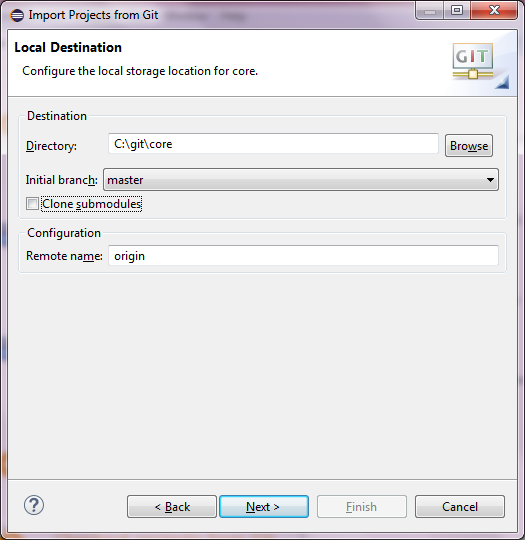 Import Projects from Git
Local Destination
Configure the local storage location for core.
GIT
Destination
Directory: C:\git\core Browse
Initial branch: master
Clone submodules
Configuration
Remote name: origin
? < Back Next > Finish Cancel